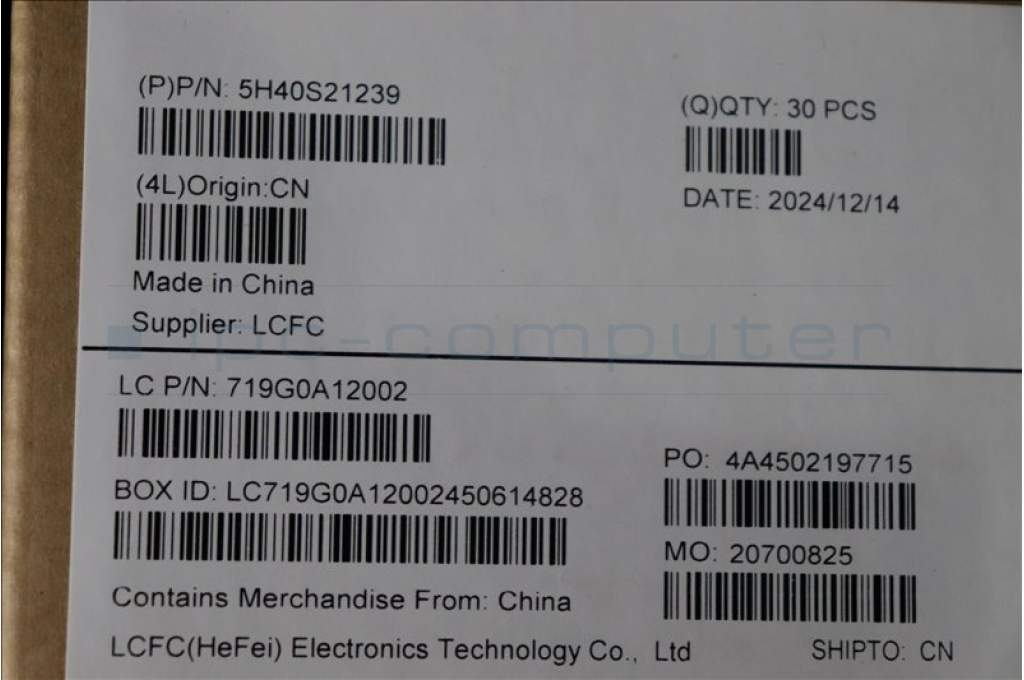 (P)P/N: 5H40S21239
(Q)QTY: 30 PCS
(4L)Origin:CN
DATE: 2024/12/14
Made in China
Supplier: LCFC
ipc-computer
LC P/N: 719G0A12002
PO: 4A4502197715
BOX ID: LC719G0A12002450614828
MO: 20700825
Contains Merchandise From: China
LCFC(HeFei) Electronics Technology Co., Ltd
SHIPTO: CN